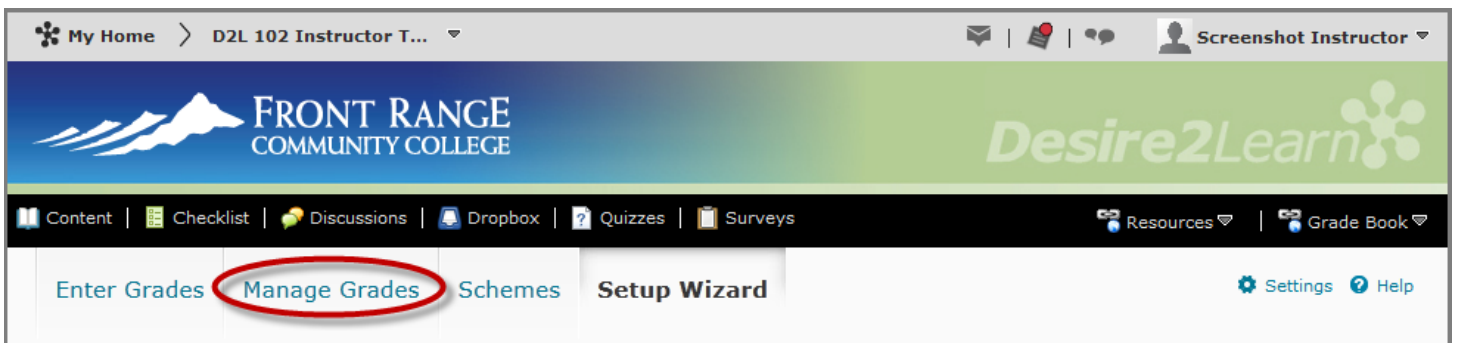 My Home > D2L 102 Instructor T... Screenshot Instructor
FRONT RANGE
COMMUNITY COLLEGE
Desire2Learn
Content | Checklist | Discussions | Dropbox | Quizzes | Surveys Resources | Grade Book
Enter Grades Manage Grades Schemes Setup Wizard Settings Help